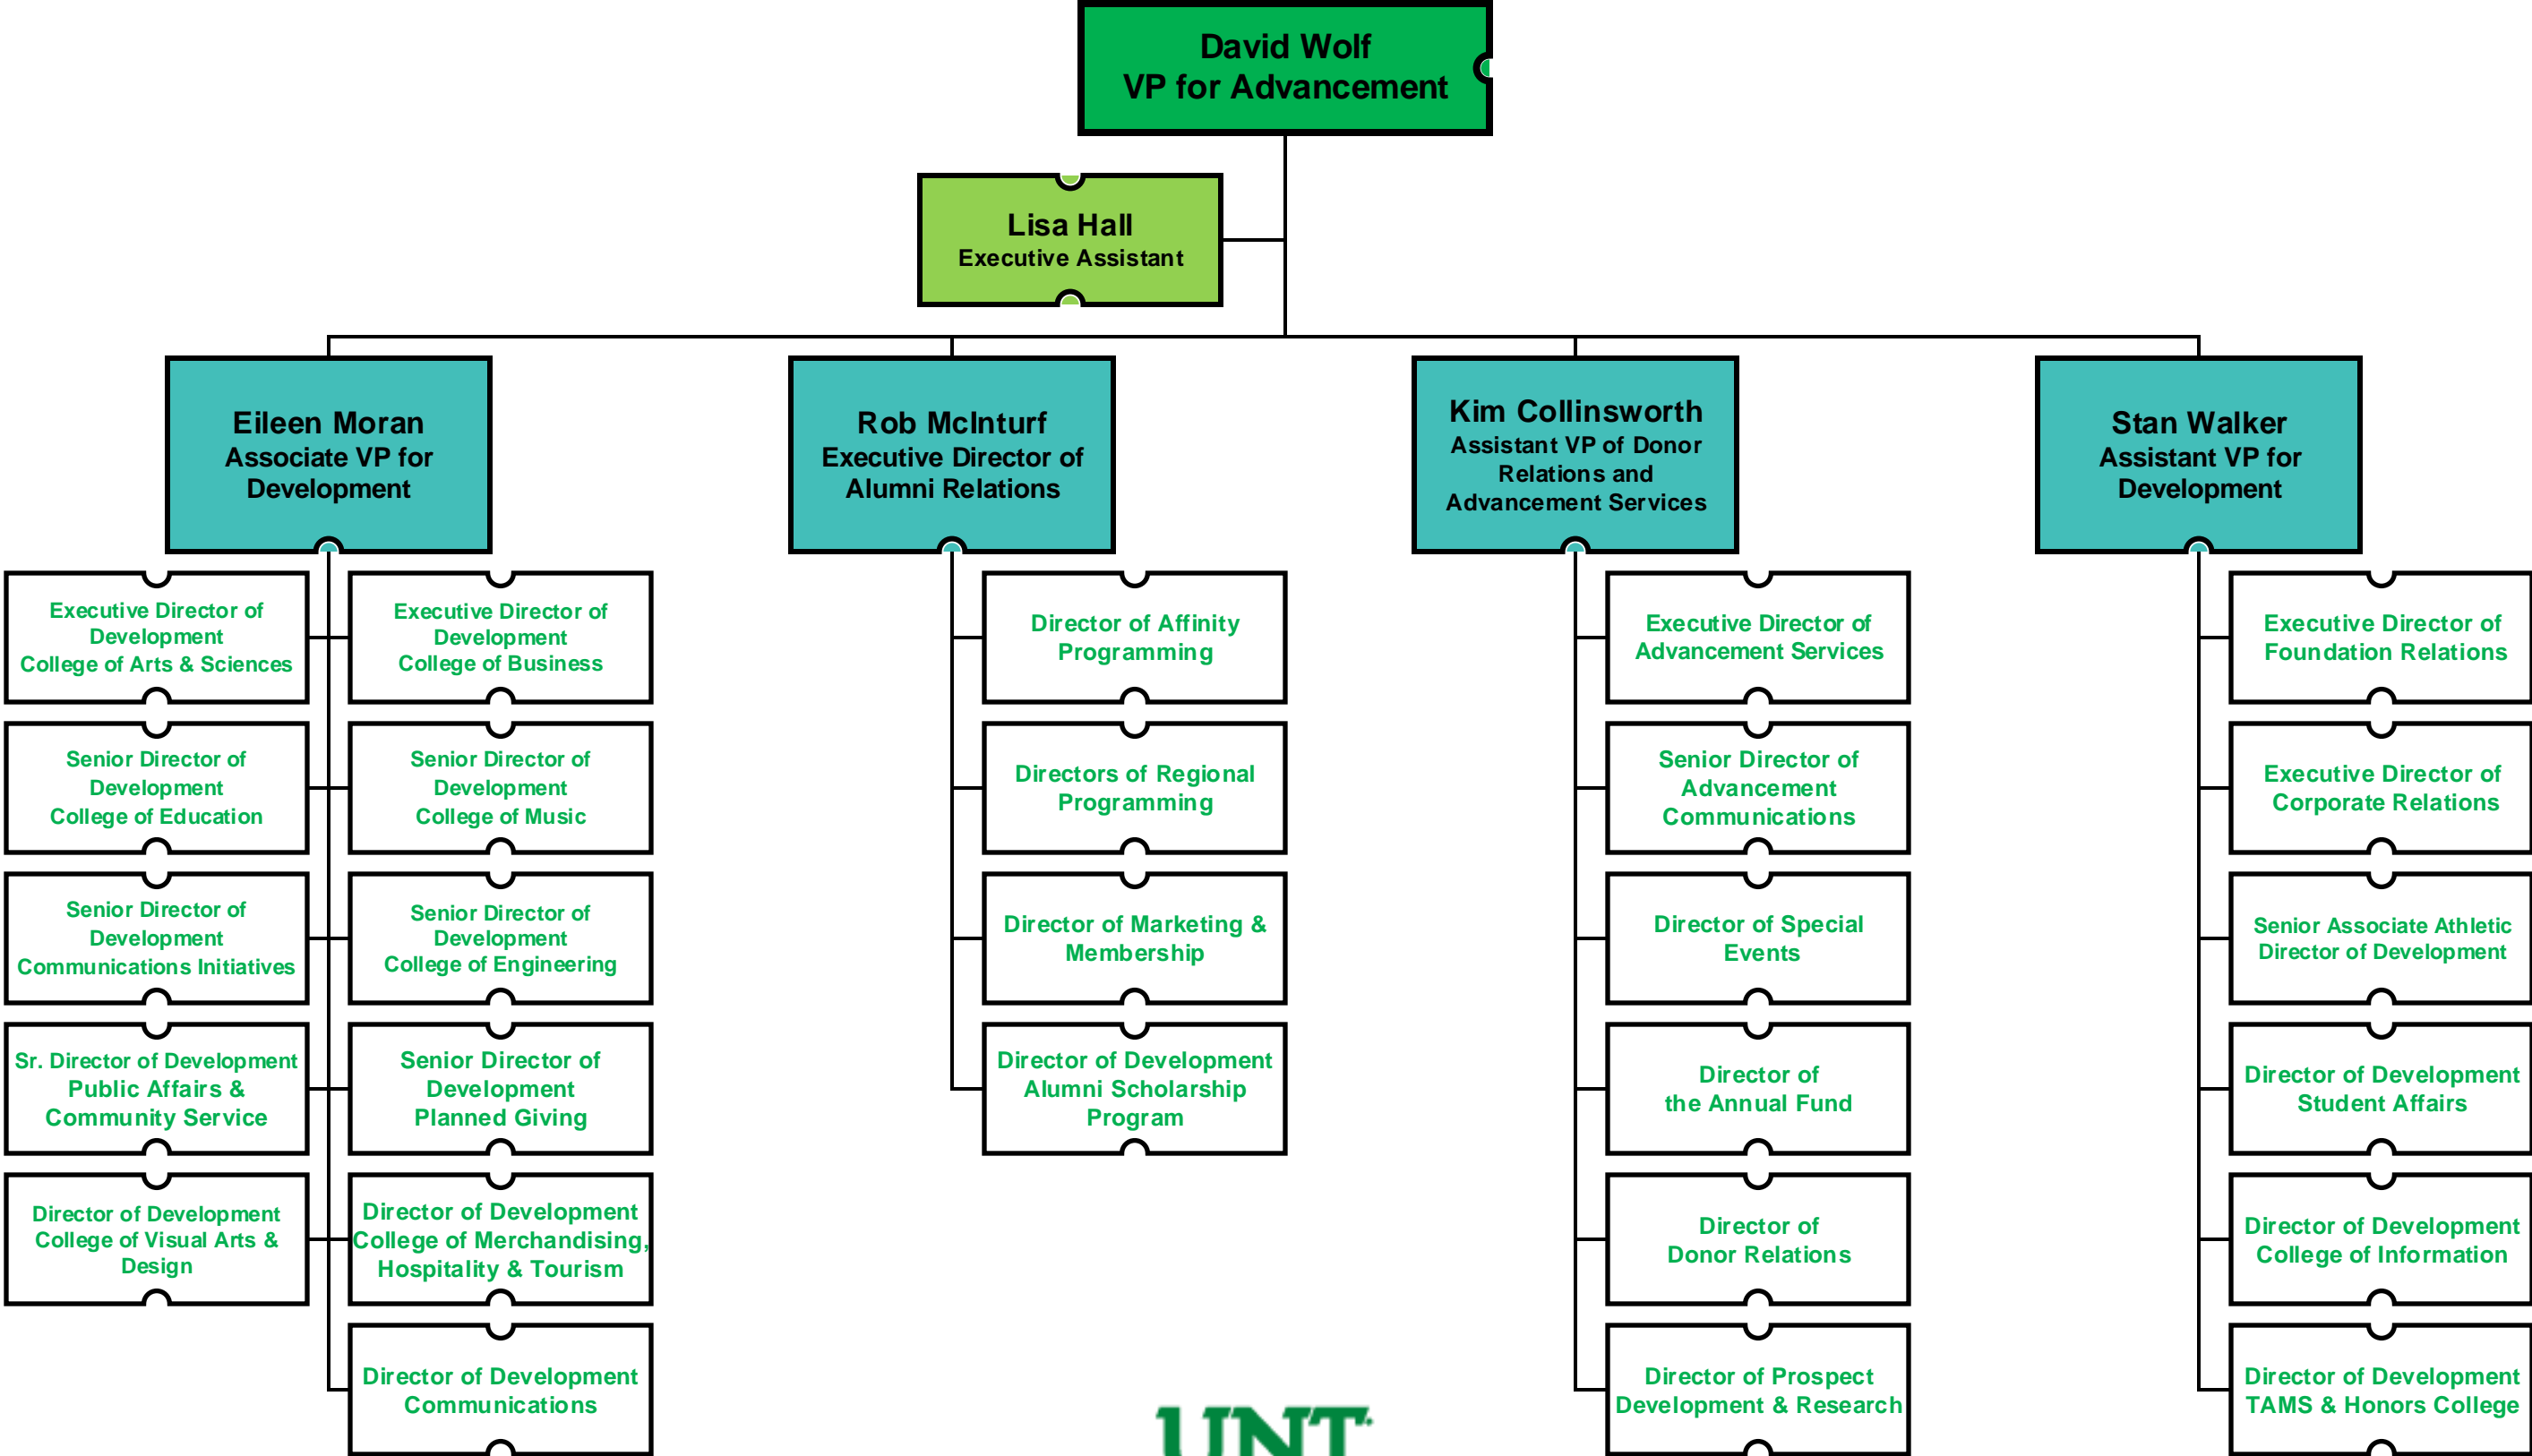 David Wolf
VP for Advancement
Lisa Hall
Executive Assistant
Eileen Moran
Associate VP for
Development
Rob McInturf
Executive Director of
Alumni Relations
Kim Collinsworth
Assistant VP of Donor
Relations and
Advancement Services
Stan Walker
Assistant VP for
Development
Executive Director of
Development
College of Arts & Sciences
Executive Director of
Development
College of Business
Senior Director of
Development
College of Education
Senior Director of
Development
College of Music
Senior Director of
Development
Communications Initiatives
Senior Director of
Development
College of Engineering
Sr. Director of Development
Public Affairs &
Community Service
Senior Director of
Development
Planned Giving
Director of Development
College of Visual Arts &
Design
Director of Development
College of Merchandising,
Hospitality & Tourism
Director of Development
Communications
Director of Affinity
Programming
Directors of Regional
Programming
Director of Marketing &
Membership
Director of Development
Alumni Scholarship
Program
Executive Director of
Advancement Services
Senior Director of
Advancement
Communications
Director of Special
Events
Director of
the Annual Fund
Director of
Donor Relations
Director of Prospect
Development & Research
Executive Director of
Foundation Relations
Executive Director of
Corporate Relations
Senior Associate Athletic
Director of Development
Director of Development
Student Affairs
Director of Development
College of Information
Director of Development
TAMS & Honors College
UNT